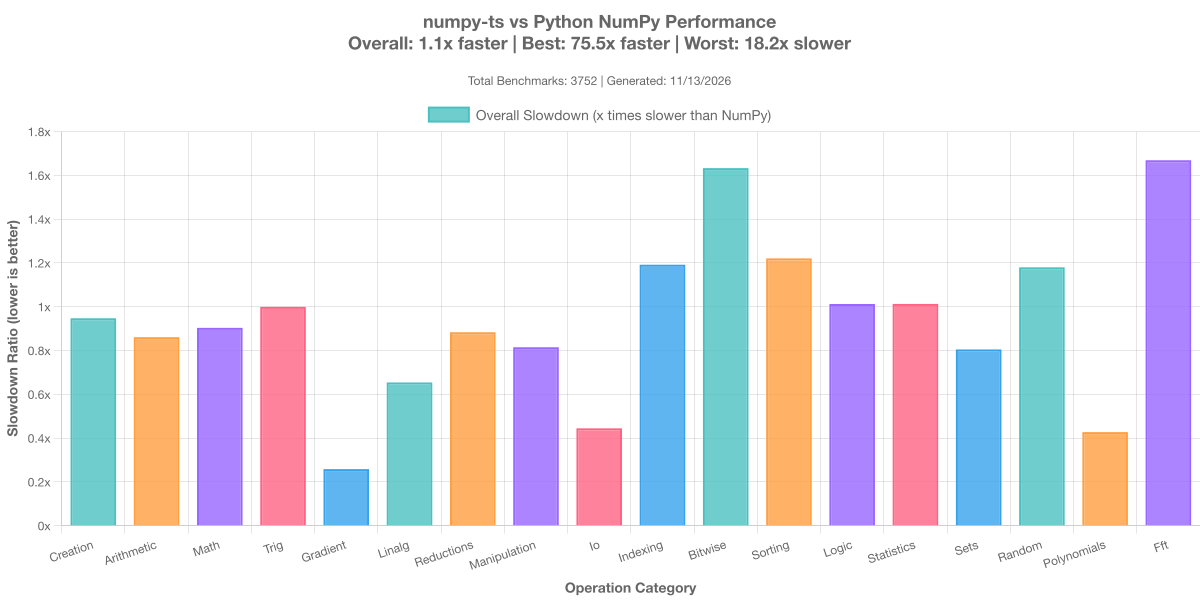 numpy-ts vs Python NumPy Performance
Overall: 1.1x faster | Best: 75.5x faster | Worst: 18.2x slower
Total Benchmarks: 3752 | Generated: 11/13/2026
Overall Slowdown (x times slower than NumPy)
Slowdown Ratio (lower is better)
1.8x
1.6x
1.4x
1.2x
1x
0.8x
0.6x
0.4x
0.2x
0x
Creation
Arithmetic
Math
Trig
Gradient
Linalg
Reductions
Manipulation
Io
Indexing
Bitwise
Sorting
Logic
Statistics
Sets
Random
Polynomials
Fft
Operation Category